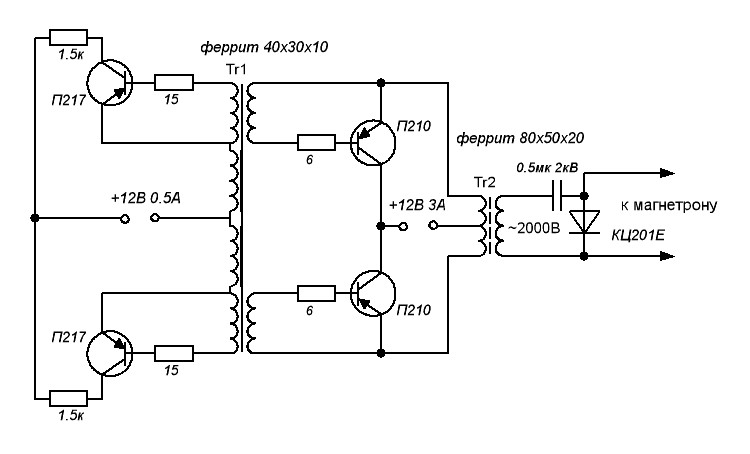 1.5к
феррит 40х30х10
Tr1
П217
15
П210
6
феррит 80х50х20
0.5мк 2кВ
Tr2
+12В 0.5А
+12В 3А
~2000В
к магнетрону
КЦ201Е
6
П210
П217
15
1.5к